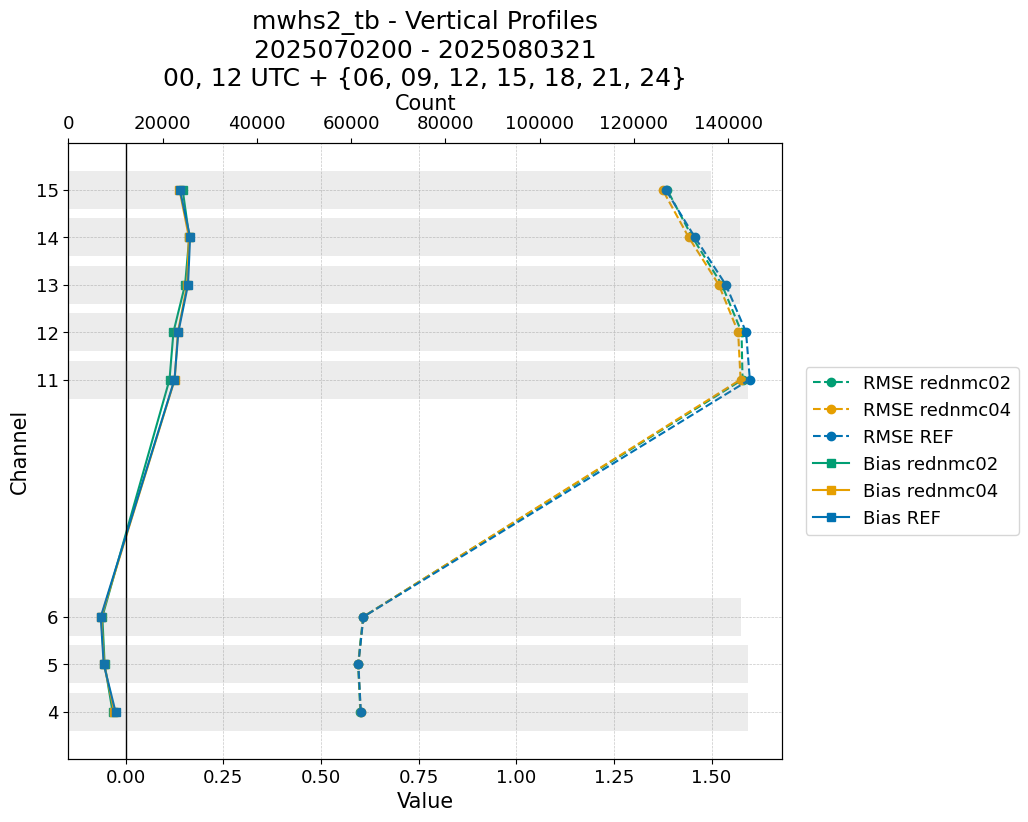 mwhs2_tb - Vertical Profiles
2025070200 - 2025080321
00, 12 UTC + {06, 09, 12, 15, 18, 21, 24}
Count
0 20000 40000 60000 80000 100000 120000 140000
15
14
13
12
11
6
5
4
Channel
0.00 0.25 0.50 0.75 1.00 1.25 1.50
Value
RMSE rednmc02
RMSE rednmc04
RMSE REF
Bias rednmc02
Bias rednmc04
Bias REF